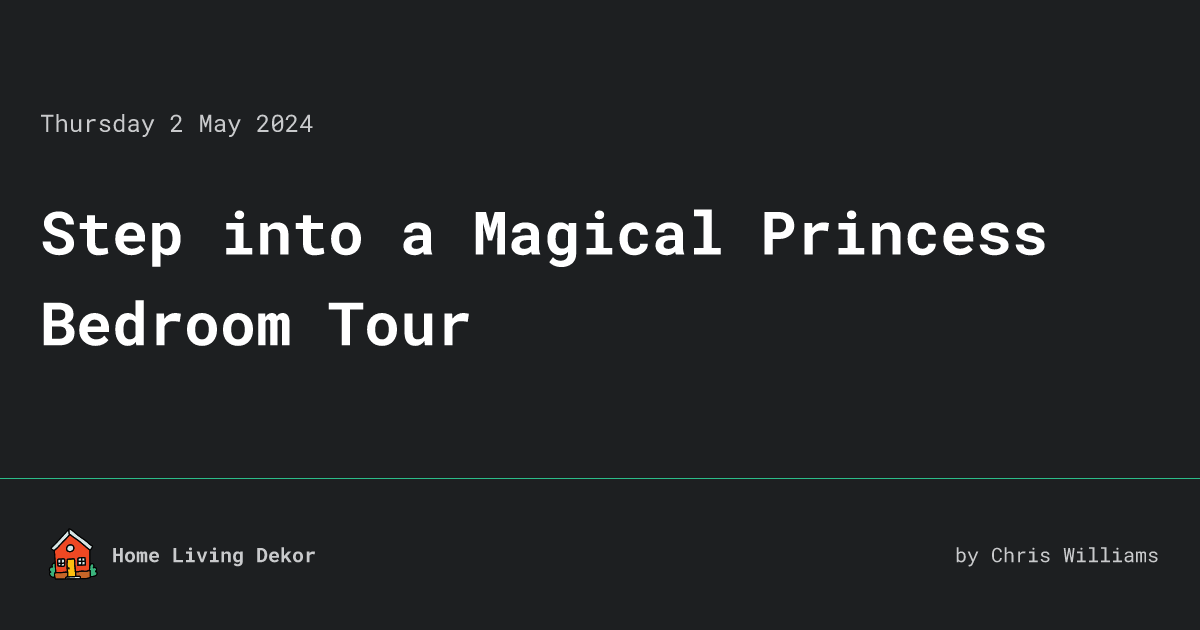 Thursday 2 May 2024
Step into a Magical Princess
Bedroom Tour
Home Living Dekor
by Chris Williams